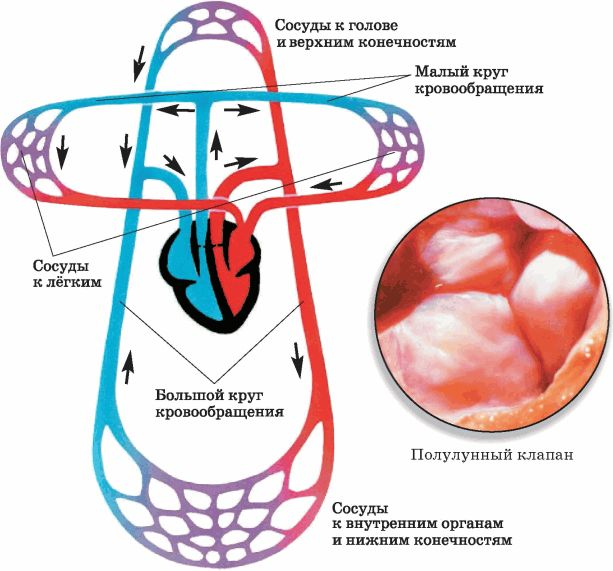 Сосуды к голове
и верхним конечностям
Малый круг
кровообращения
Сосуды
к лёгким
Большой круг
кровообращения
Полулунный клапан
Сосуды
к внутренним органам
и нижним конечностям